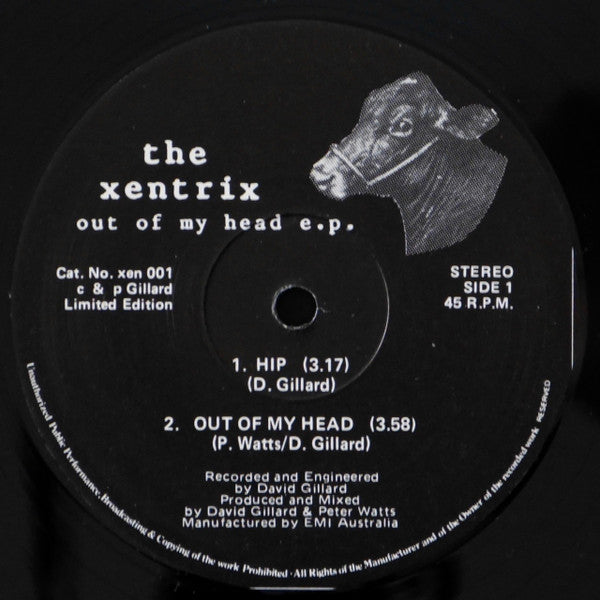 the
xentrix
out of my head e.p.
Cat. No. xen 001
c & p Gillard
Limited Edition
STEREO
SIDE 1
45 R.P.M.
1. HIP (3.17)
(D. Gillard)
2. OUT OF MY HEAD (3.58)
(P. Watts/D. Gillard)
Recorded and Engineered
by David Gillard
Produced and Mixed
by David Gillard & Peter Watts
Manufactured by EMI Australia
Unauthorized Public Performance, Broadcasting & Copying of the work Prohibited · All Rights of the Manufacturer and of the Owner of the recorded work RESERVED